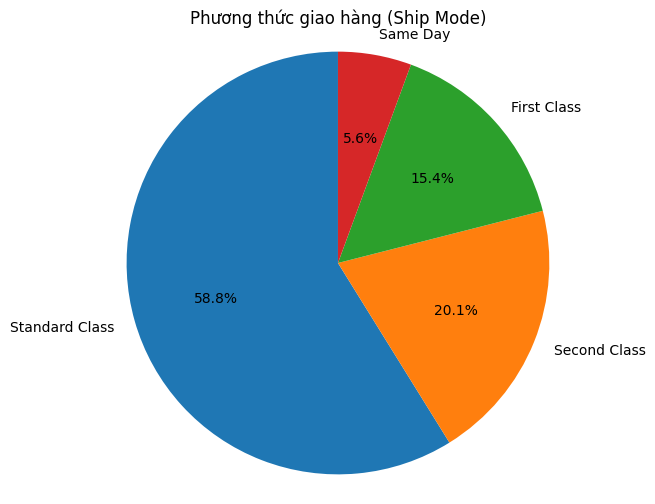 Phương thức giao hàng (Ship Mode)
Same Day
First Class
5.6%
15.4%
58.8%
20.1%
Standard Class
Second Class